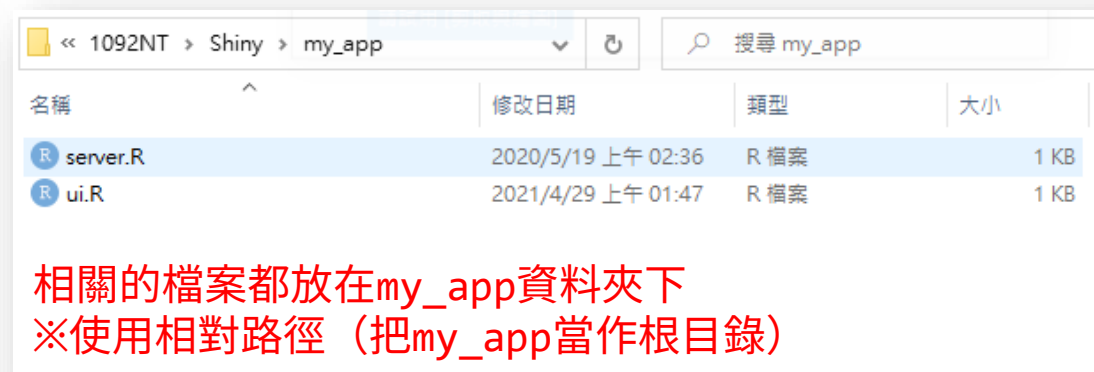 « 1092NT > Shiny > my_app 搜尋 my_app
名稱 修改日期 類型 大小
server.R 2020/5/19 上午 02:36 R 檔案 1 KB
ui.R 2021/4/29 上午 01:47 R 檔案 1 KB
相關的檔案都放在my_app資料夾下
※使用相對路徑（把my_app當作根目錄）